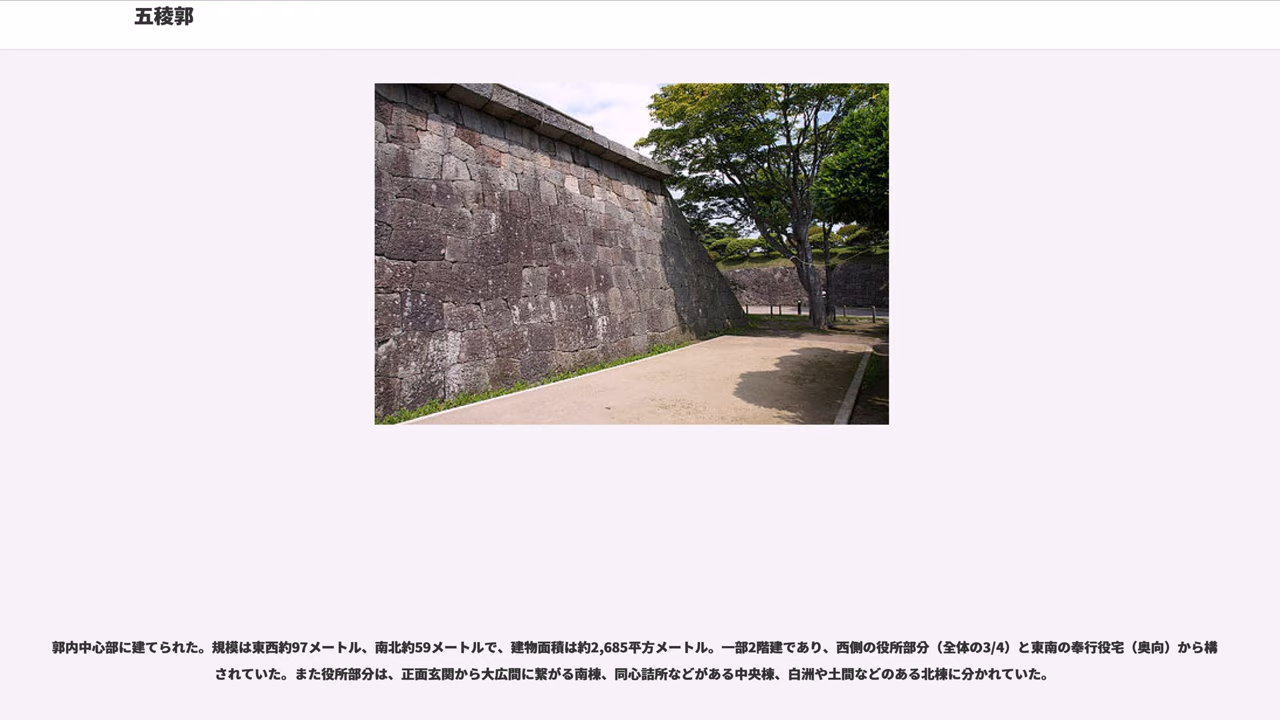 五稜郭
郭内中心部に建てられた。規模は東西約97メートル、南北約59メートルで、建物面積は約2,685平方メートル。一部2階建であり、西側の役所部分（全体の3/4）と東南の奉行役宅（奥向）から構
されていた。また役所部分は、正面玄関から大広間に繋がる南棟、同心詰所などがある中央棟、白洲や土間などのある北棟に分かれていた。